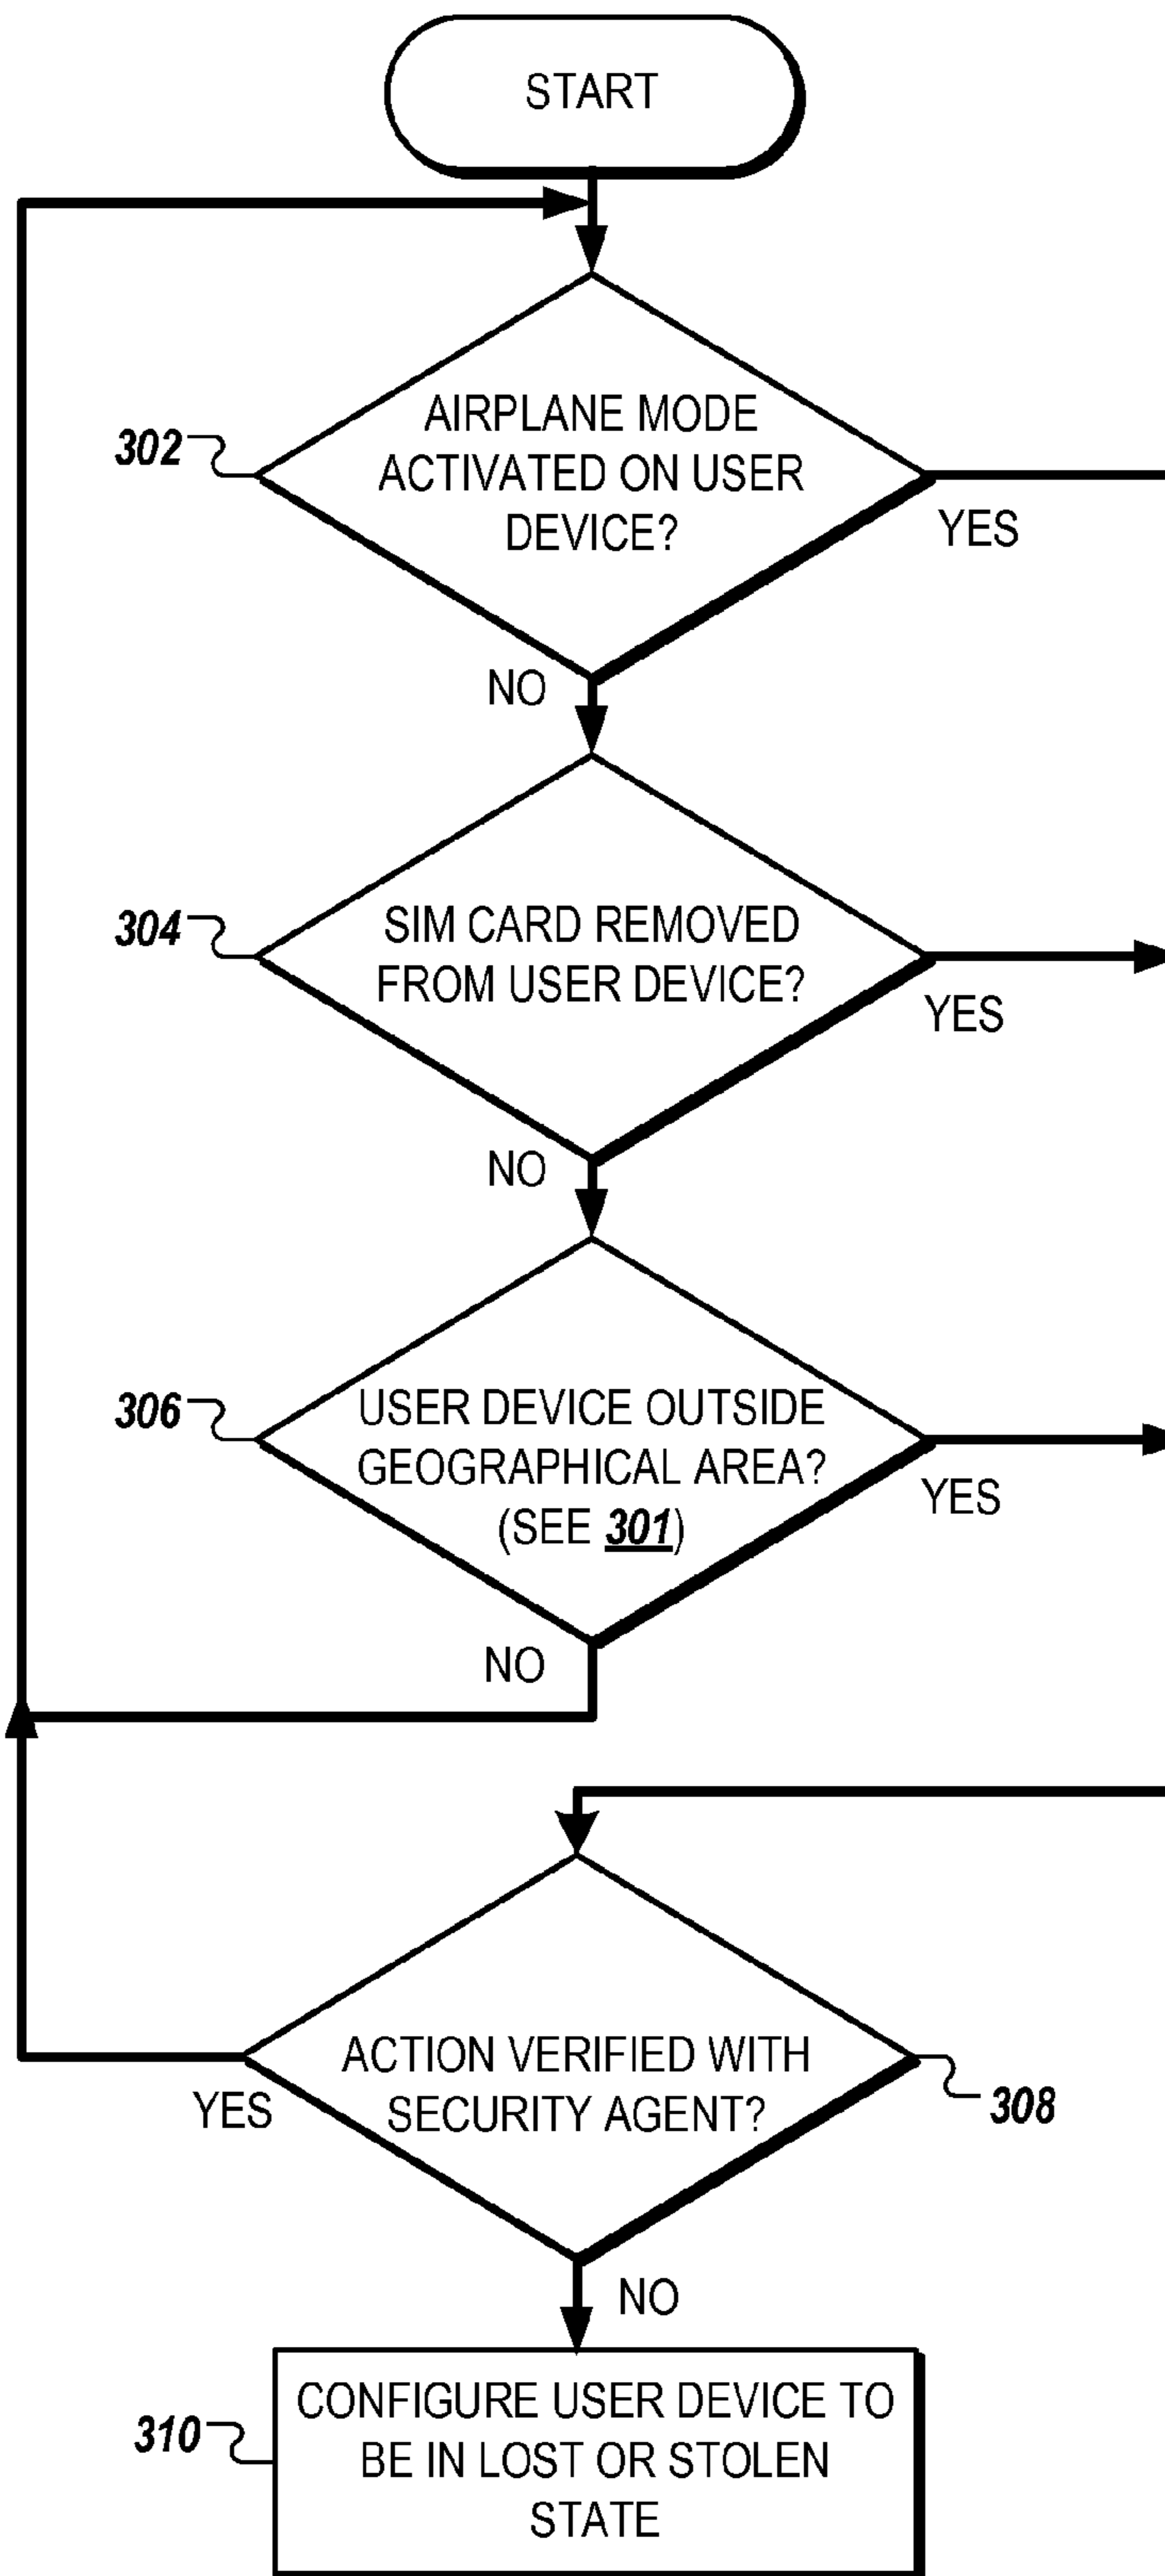 START
AIRPLANE MODE
ACTIVATED ON USER
DEVICE?
302
YES
NO
SIM CARD REMOVED
FROM USER DEVICE?
304
YES
NO
USER DEVICE OUTSIDE
GEOGRAPHICAL AREA?
(SEE 301)
306
YES
NO
ACTION VERIFIED WITH
SECURITY AGENT?
308
YES
NO
CONFIGURE USER DEVICE TO
BE IN LOST OR STOLEN
STATE
310